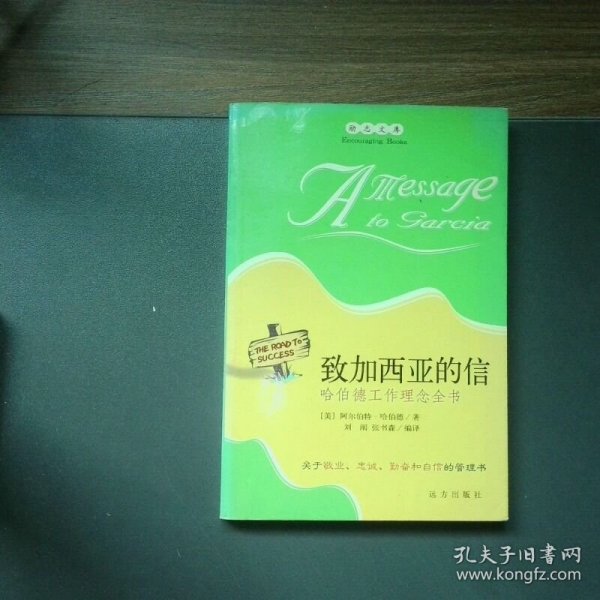 励志文库
Encouraging Books
A Message
to Garcia
THE ROAD TO
SUCCESS
致加西亚的信
哈伯德工作理念全书
[美] 阿尔伯特 哈伯德/著
张书森/编译
关于敬业、忠诚、勤奋和自信的管理书
远方出版社
孔夫子旧书网
www.kongfz.com